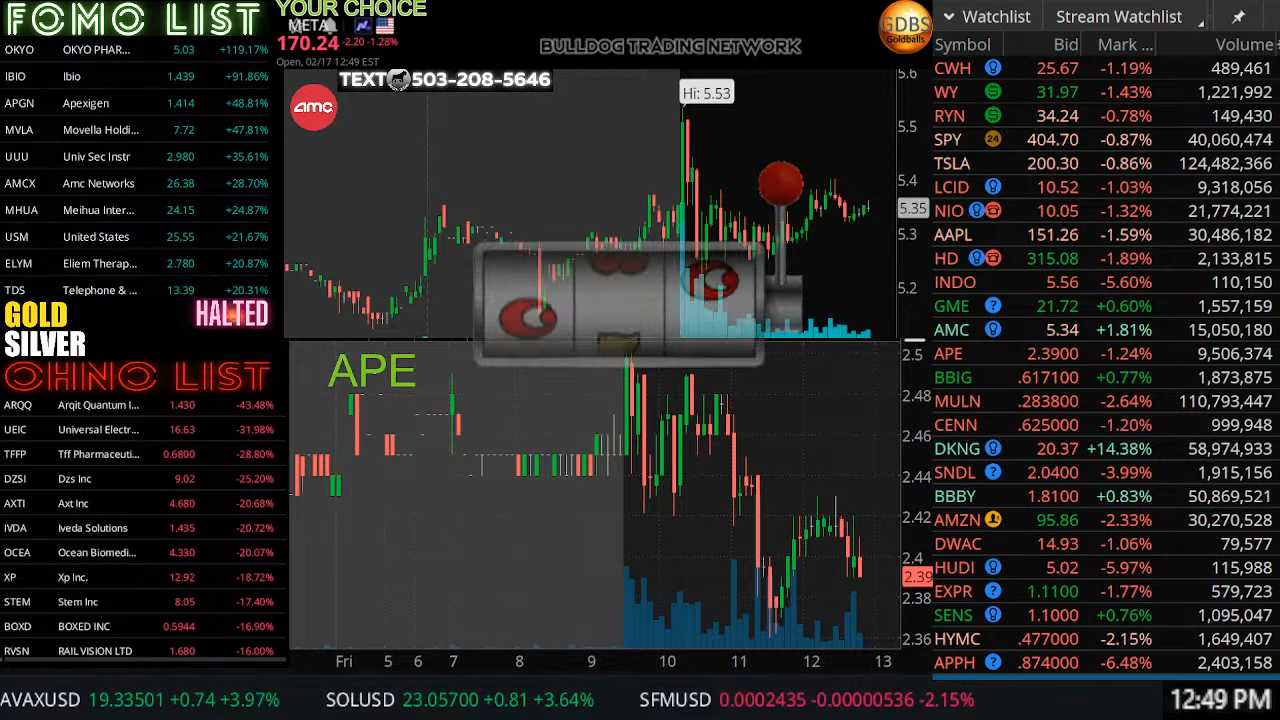 FOMO LIST
OKYO OKYO PHAR... 5.03 +119.17%
IBIO Ibio 1.439 +91.86%
APGN Apexigen 1.414 +48.81%
MVLA Movella Holdi... 7.72 +47.81%
UUU Univ Sec Instr 2.980 +35.61%
AMCX Amc Networks 26.38 +28.70%
MHUA Meihua Inter... 24.15 +24.87%
USM United States 25.55 +21.67%
ELYM Eliem Therap... 2.780 +20.87%
TDS Telephone & ... 13.39 +20.31%
GOLD HALTED
SILVER
OHNO LIST
ARQQ Arqit Quantum I... 1.430 -43.48%
UEIC Universal Electr... 16.63 -31.98%
TFFP Tff Pharmaceuti... 0.6800 -28.80%
DZSI Dzs Inc 9.02 -25.20%
AXTI Axt Inc 4.680 -20.68%
IVDA Iveda Solutions 1.435 -20.72%
OCEA Ocean Biomedi... 4.330 -20.07%
XP Xp Inc. 12.92 -18.72%
STEM Stem Inc 8.05 -17.40%
BOXD BOXED INC 0.5944 -16.90%
RVSN RAIL VISION LTD 1.680 -16.00%
YOUR CHOICE
META
170.24 -2.20 -1.28%
Open, 02/17 12:49 EST
BULLDOG TRADING NETWORK
GDBS
Goldballs
TEXT 503-208-5646
amc
Hi: 5.53
5.6
5.5
5.4
5.35
5.3
5.2
APE
2.5
2.48
2.46
2.44
2.42
2.4
2.39
2.38
2.36
Fri 5 6 7 8 9 10 11 12 13
Watchlist Stream Watchlist
Symbol Bid Mark ... Volume
CWH 25.67 -1.19% 489,461
WY 31.97 -1.43% 1,221,992
RYN 34.24 -0.78% 149,430
SPY 24 404.70 -0.87% 40,060,474
TSLA 200.30 -0.86% 124,482,366
LCID 10.52 -1.03% 9,318,056
NIO 10.05 -1.32% 21,774,221
AAPL 151.26 -1.59% 30,486,182
HD 315.08 -1.89% 2,133,815
INDO 5.56 -5.60% 110,150
GME ? 21.72 +0.60% 1,557,159
AMC 5.34 +1.81% 15,050,180
APE 2.3900 -1.24% 9,506,374
BBIG .617100 +0.77% 1,873,875
MULN .283800 -2.64% 110,793,447
CENN .625000 -1.20% 999,948
DKNG 20.37 +14.38% 58,974,933
SNDL ? 2.0400 -3.99% 1,915,156
BBBY 1.8100 +0.83% 50,869,521
AMZN 95.86 -2.33% 30,270,528
DWAC 14.93 -1.06% 79,577
HUDI 5.02 -5.97% 115,988
EXPR ? 1.1100 -1.77% 579,723
SENS 1.1000 +0.76% 1,095,047
HYMC .477000 -2.15% 1,649,407
APPH ? .874000 -6.48% 2,403,158
AVAXUSD 19.33501 +0.74 +3.97% SOLUSD 23.05700 +0.81 +3.64% SFMUSD 0.0002435 -0.00000536 -2.15% 12:49 PM